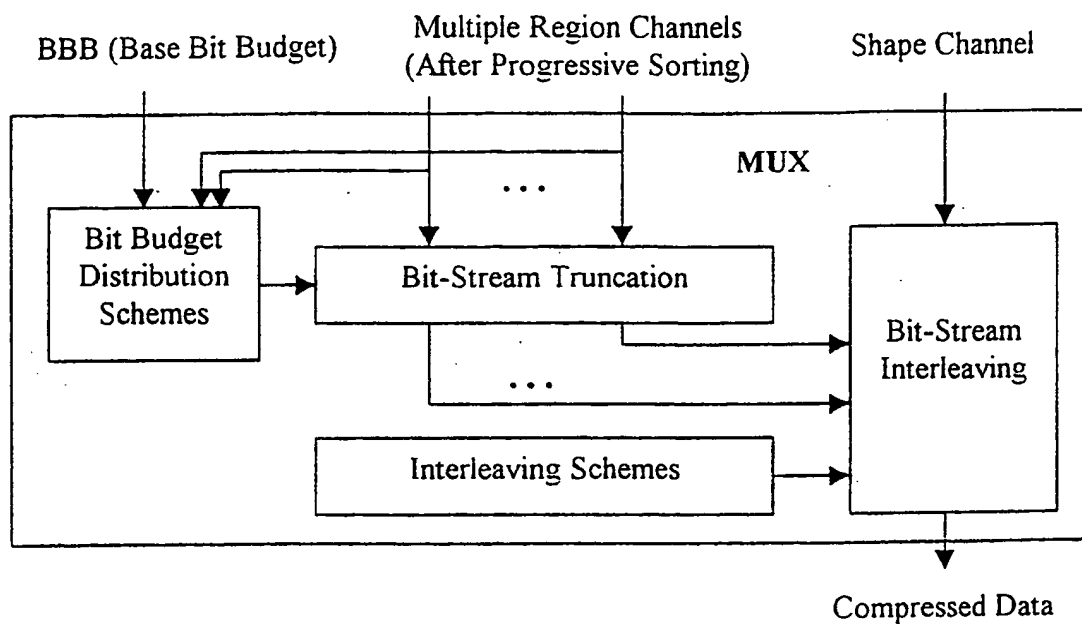 BBB (Base Bit Budget)
Multiple Region Channels
(After Progressive Sorting)
Shape Channel
MUX
...
Bit Budget
Distribution
Schemes
Bit-Stream Truncation
Bit-Stream
Interleaving
...
Interleaving Schemes
Compressed Data